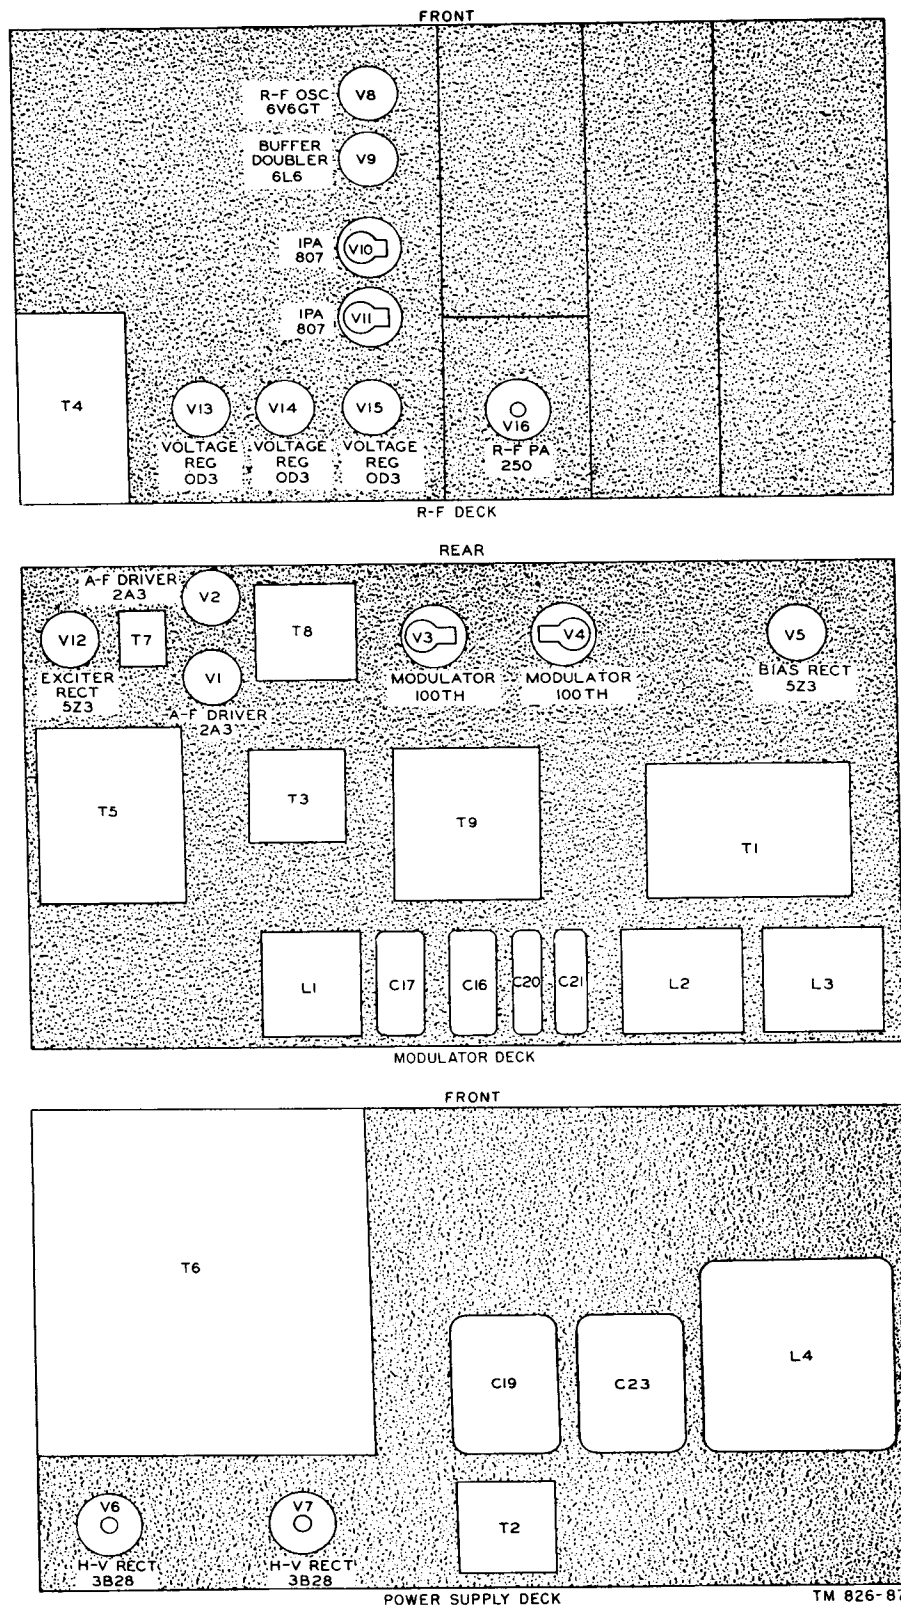 FRONT
R-F OSC
6V6GT
V8
BUFFER
DOUBLER
6L6
V9
IPA
807
V10
IPA
807
V11
T4
V13
VOLTAGE
REG
OD3
V14
VOLTAGE
REG
OD3
V15
VOLTAGE
REG
OD3
V16
R-F PA
250
R-F DECK
REAR
A-F DRIVER
2A3
V2
V12
EXCITER
RECT
5Z3
T7
T8
V1
A-F DRIVER
2A3
V3
MODULATOR
100TH
V4
MODULATOR
100TH
V5
BIAS RECT
5Z3
T5
T3
T9
T1
L1
C17
C16
C20
C21
L2
L3
MODULATOR DECK
FRONT
T6
C19
C23
L4
V6
H-V RECT
3B28
V7
H-V RECT
3B28
T2
POWER SUPPLY DECK
TM 826-87